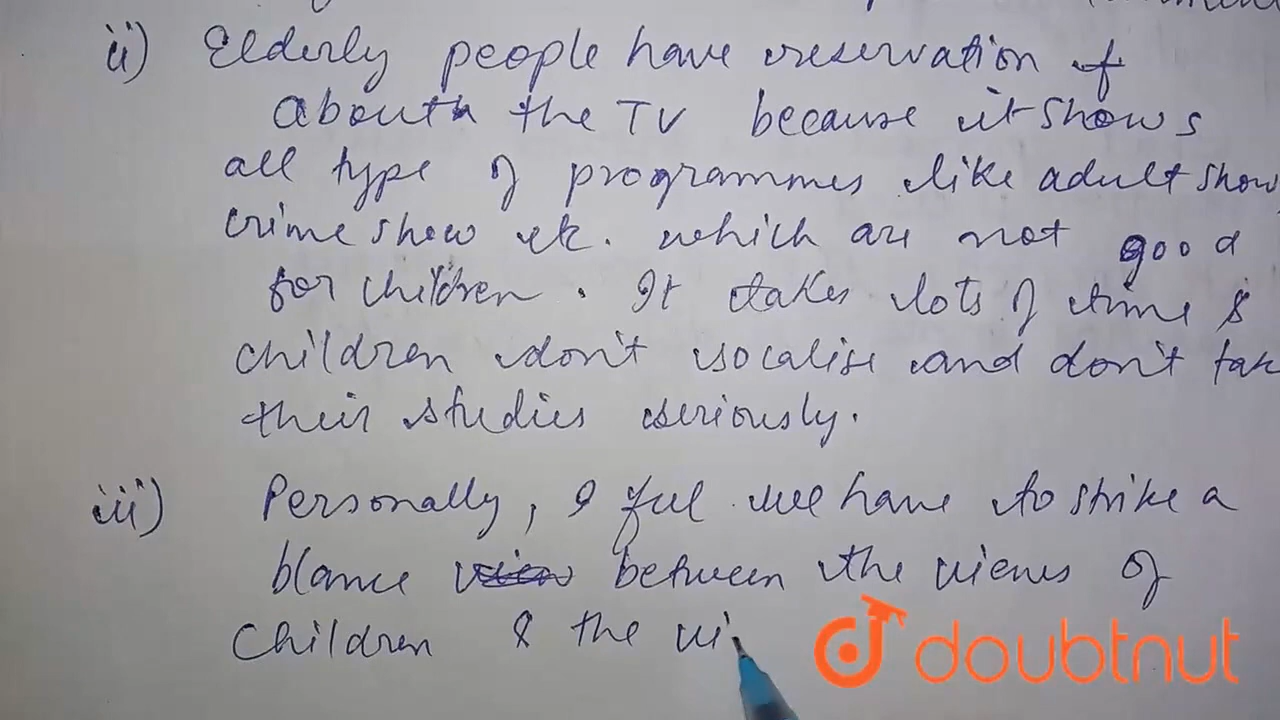 ii) Elderly people have reservation of
about the TV because it shows
all type of programmes like adult show,
crime show etc. which are not good
for children. It takes lots of time &
children don't socalise and don't tak
their studies seriously.
iii) Personally, I feel we have to strike a
blance between the views of
children & the vi
doubtnut